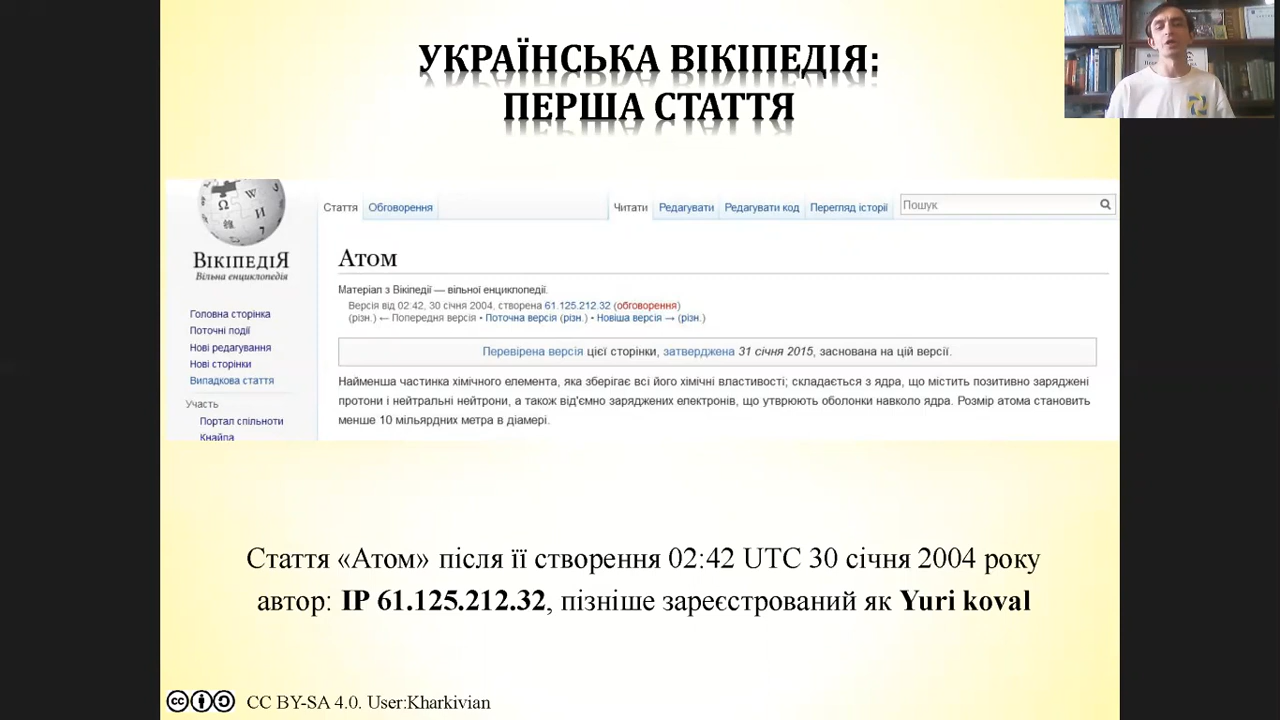 УКРАЇНСЬКА ВІКІПЕДІЯ:
ПЕРША СТАТТЯ
ВІКІПЕДІЯ
Вільна енциклопедія
Головна сторінка
Поточні події
Нові редагування
Нові сторінки
Випадкова стаття
Участь
Портал спільноти
Кнайпа
Стаття Обговорення Читати Редагувати Редагувати код Перегляд історії Пошук
Атом
Матеріал з Вікіпедії — вільної енциклопедії.
Версія від 02:42, 30 січня 2004, створена 61.125.212.32 (обговорення)
(різн.) ← Попередня версія • Поточна версія (різн.) • Новіша версія → (різн.)
Перевірена версія цієї сторінки, затверджена 31 січня 2015, заснована на цій версії.
Найменша частинка хімічного елемента, яка зберігає всі його хімічні властивості; складається з ядра, що містить позитивно заряджені
протони і нейтральні нейтрони, а також від'ємно заряджених електронів, що утврюють оболонки навколо ядра. Розмір атома становить
менше 10 мільярдних метра в діамері.
Стаття «Атом» після її створення 02:42 UTC 30 січня 2004 року
автор: IP 61.125.212.32, пізніше зареєстрований як Yuri koval
CC BY-SA 4.0. User:Kharkivian